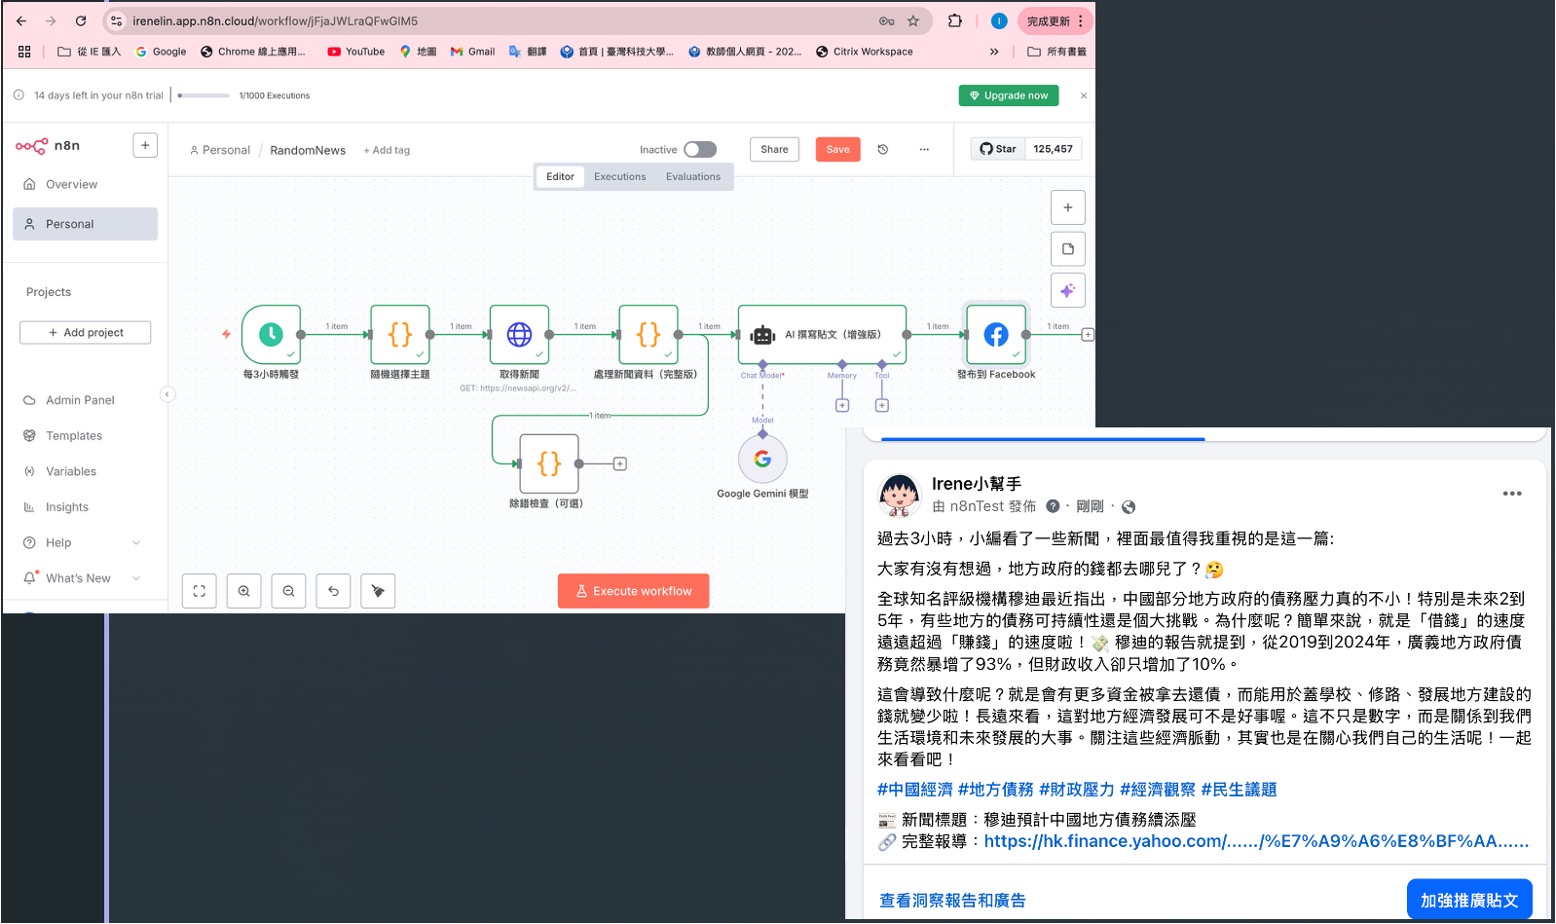 irenelin.app.n8n.cloud/workflow/jFjaJWLraQFwGIM5
完成更新
從 IE 匯入
Google
Chrome 線上應用...
YouTube
地圖
Gmail
翻譯
首頁 | 臺灣科技大學...
教師個人網頁 - 202...
Citrix Workspace
所有書籤
14 days left in your n8n trial
1/1000 Executions
Upgrade now
n8n
Overview
Personal
Projects
+ Add project
Admin Panel
Templates
Variables
Insights
Help
What's New
Personal / RandomNews + Add tag
Inactive
Share
Save
Star 125,457
Editor Executions Evaluations
1 item
1 item
1 item
1 item
1 item
1 item
每3小時觸發
隨機選擇主題
取得新聞
GET: https://newsapi.org/v2/...
處理新聞資料（完整版）
AI 撰寫貼文（增強版）
Chat Model*
Memory
Tool
發布到 Facebook
1 item
除錯檢查（可選）
Model
Google Gemini 模型
Execute workflow
Irene小幫手
由 n8nTest 發佈 · 剛剛 ·
過去3小時，小編看了一些新聞，裡面最值得我重視的是這一篇:
大家有沒有想過，地方政府的錢都去哪兒了？🤔
全球知名評級機構穆迪最近指出，中國部分地方政府的債務壓力真的不小！特別是未來2到
5年，有些地方的債務可持續性還是個大挑戰。為什麼呢？簡單來說，就是「借錢」的速度
遠遠超過「賺錢」的速度啦！💸 穆迪的報告就提到，從2019到2024年，廣義地方政府債
務竟然暴增了93%，但財政收入卻只增加了10%。
這會導致什麼呢？就是會有更多資金被拿去還債，而能用於蓋學校、修路、發展地方建設的
錢就變少啦！長遠來看，這對地方經濟發展可不是好事喔。這不只是數字，而是關係到我們
生活環境和未來發展的大事。關注這些經濟脈動，其實也是在關心我們自己的生活呢！一起
來看看吧！
#中國經濟 #地方債務 #財政壓力 #經濟觀察 #民生議題
📰 新聞標題：穆迪預計中國地方債務續添壓
🔗 完整報導：https://hk.finance.yahoo.com/....../%E7%A9%A6%E8%BF%AA......
查看洞察報告和廣告
加強推廣貼文